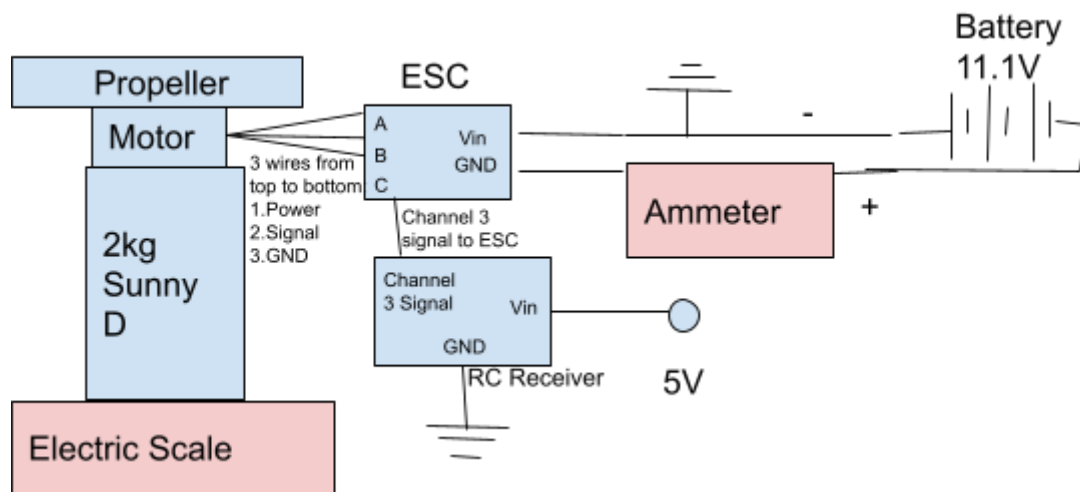 Battery
11.1V
ESC
Propeller
Motor
A
B
C
Vin
GND
-
+
3 wires from
top to bottom
1.Power
2.Signal
3.GND
Ammeter
Channel 3
signal to ESC
2kg
Sunny
D
Channel
3 Signal
Vin
GND
RC Receiver
5V
Electric Scale